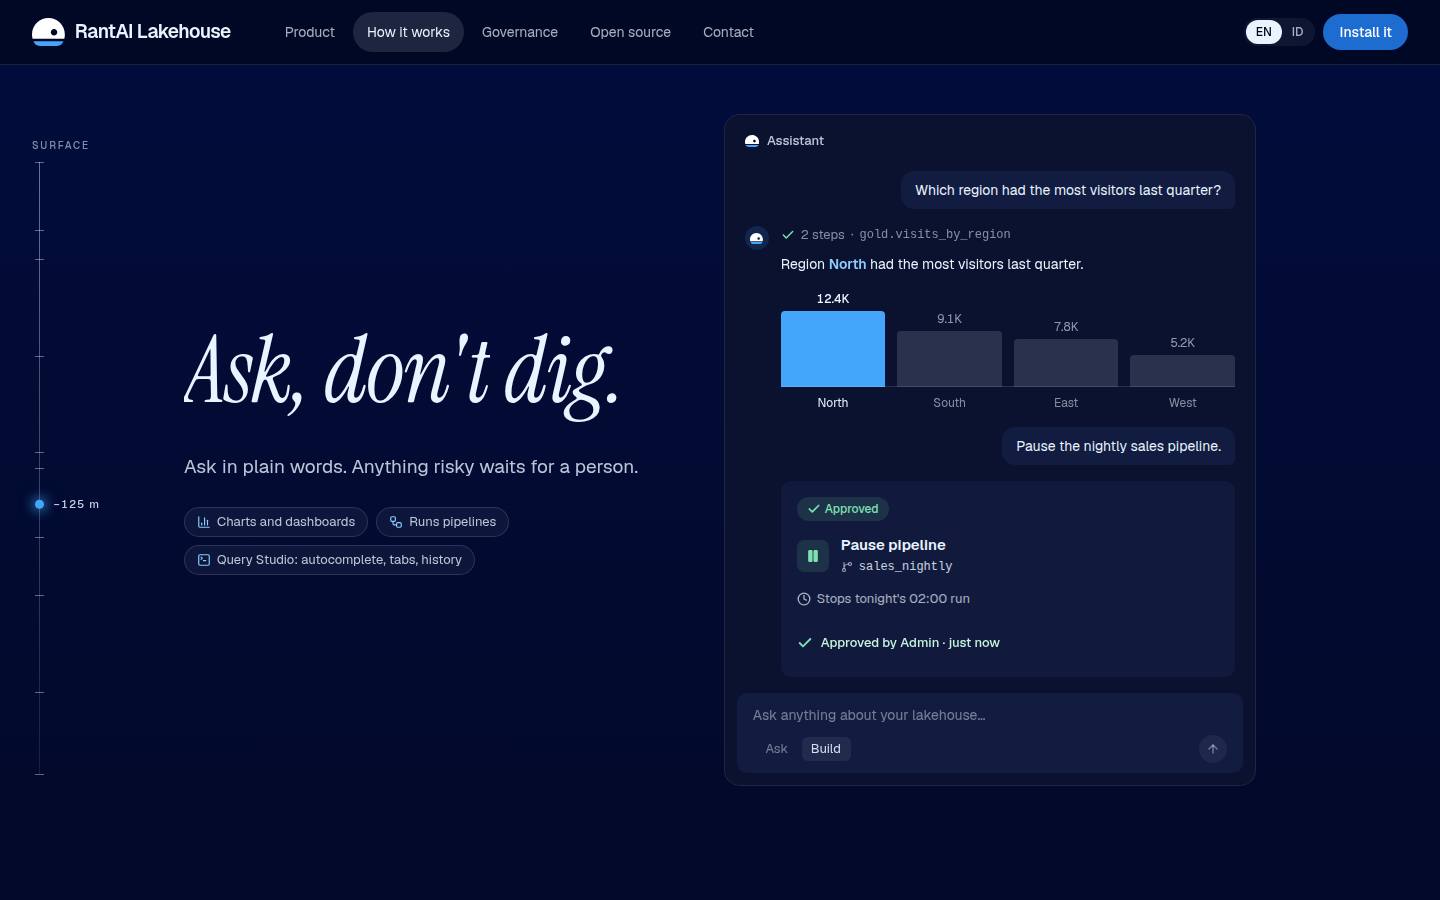 RantAI Lakehouse
Product
How it works
Governance
Open source
Contact
EN
ID
Install it
SURFACE
−125 m
Ask, don't dig.
Ask in plain words. Anything risky waits for a person.
Charts and dashboards
Runs pipelines
Query Studio: autocomplete, tabs, history
Assistant
Which region had the most visitors last quarter?
2 steps · gold.visits_by_region
Region North had the most visitors last quarter.
12.4K
9.1K
7.8K
5.2K
North
South
East
West
Pause the nightly sales pipeline.
Approved
Pause pipeline
sales_nightly
Stops tonight's 02:00 run
Approved by Admin · just now
Ask anything about your lakehouse…
Ask
Build